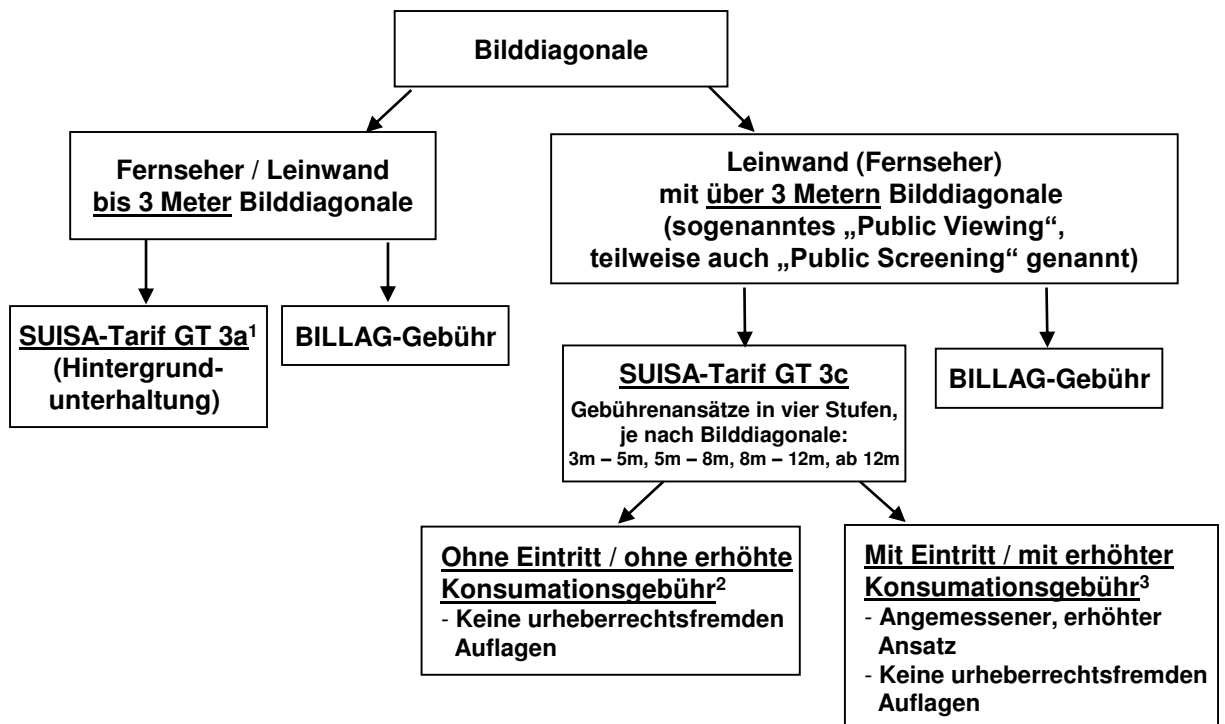 Bilddiagonale
Fernseher / Leinwand
bis 3 Meter Bilddiagonale
Leinwand (Fernseher)
mit über 3 Metern Bilddiagonale
(sogenanntes „Public Viewing“,
teilweise auch „Public Screening“ genannt)
SUISA-Tarif GT 3a¹
(Hintergrund-
unterhaltung)
BILLAG-Gebühr
SUISA-Tarif GT 3c
Gebührenansätze in vier Stufen,
je nach Bilddiagonale:
3m – 5m, 5m – 8m, 8m – 12m, ab 12m
BILLAG-Gebühr
Ohne Eintritt / ohne erhöhte
Konsumationsgebühr²
- Keine urheberrechtsfremden
Auflagen
Mit Eintritt / mit erhöhter
Konsumationsgebühr³
- Angemessener, erhöhter
Ansatz
- Keine urheberrechtsfremden
Auflagen